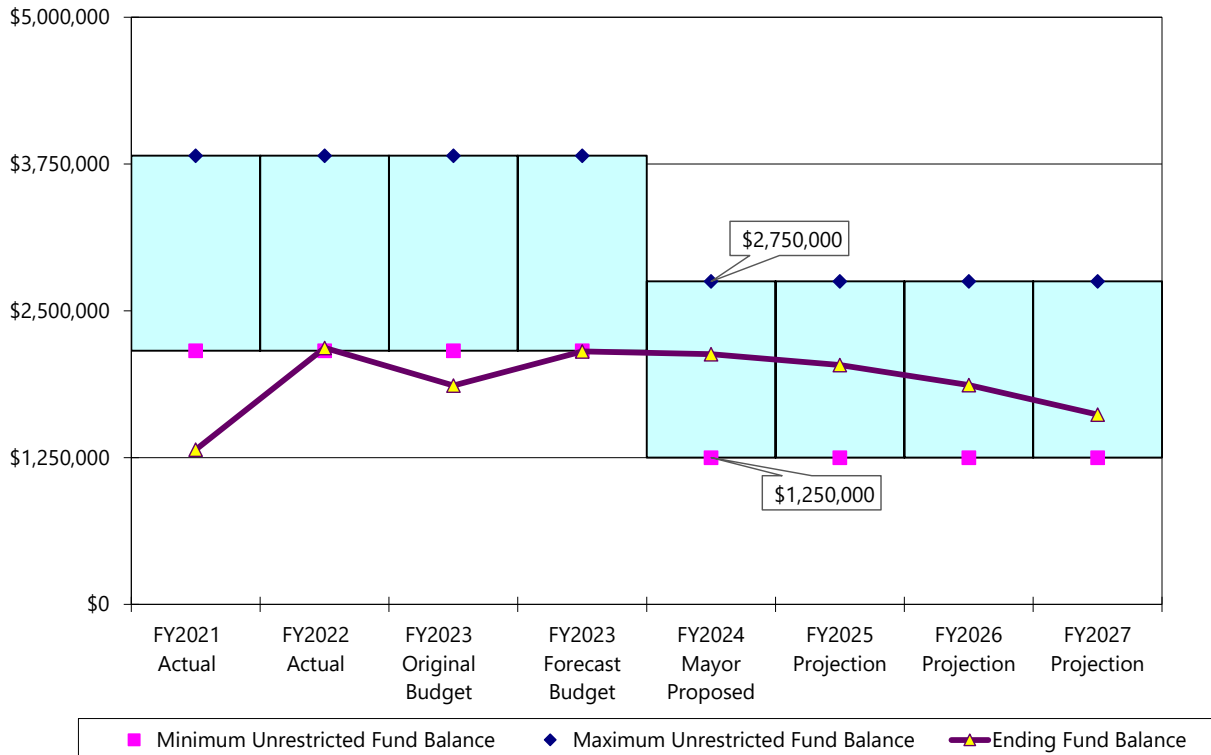 $5,000,000
$3,750,000
$2,750,000
$2,500,000
$1,250,000
$1,250,000
$0
FY2021
Actual
FY2022
Actual
FY2023
Original
Budget
FY2023
Forecast
Budget
FY2024
Mayor
Proposed
FY2025
Projection
FY2026
Projection
FY2027
Projection
Minimum Unrestricted Fund Balance
Maximum Unrestricted Fund Balance
Ending Fund Balance